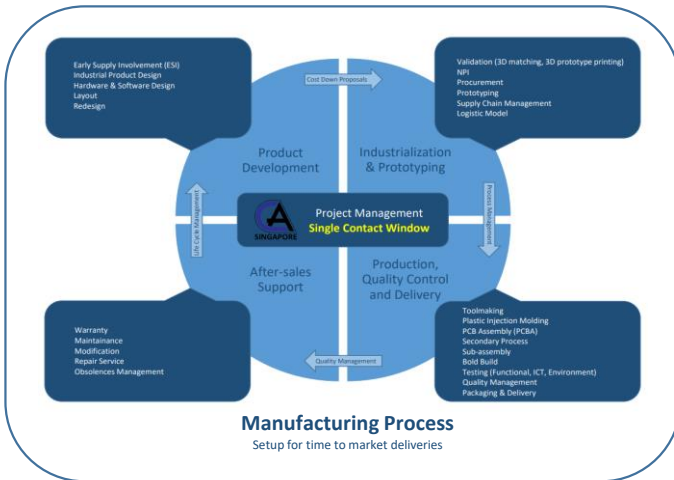 Early Supply Involvement (ESI)
Industrial Product Design
Hardware & Software Design
Layout
Redesign
Cost Down Proposals
Validation (3D matching, 3D prototype printing)
NPI
Procurement
Prototyping
Supply Chain Management
Logistic Model
Product
Development
Industrialization
& Prototyping
Life Cycle Management
Process Management
CA
SINGAPORE
Project Management
Single Contact Window
After-sales
Support
Production,
Quality Control
and Delivery
Warranty
Maintainance
Modification
Repair Service
Obsolences Management
Quality Management
Toolmaking
Plastic Injection Molding
PCB Assembly (PCBA)
Secondary Process
Sub-assembly
Bold Build
Testing (Functional, ICT, Environment)
Quality Management
Packaging & Delivery
Manufacturing Process
Setup for time to market deliveries